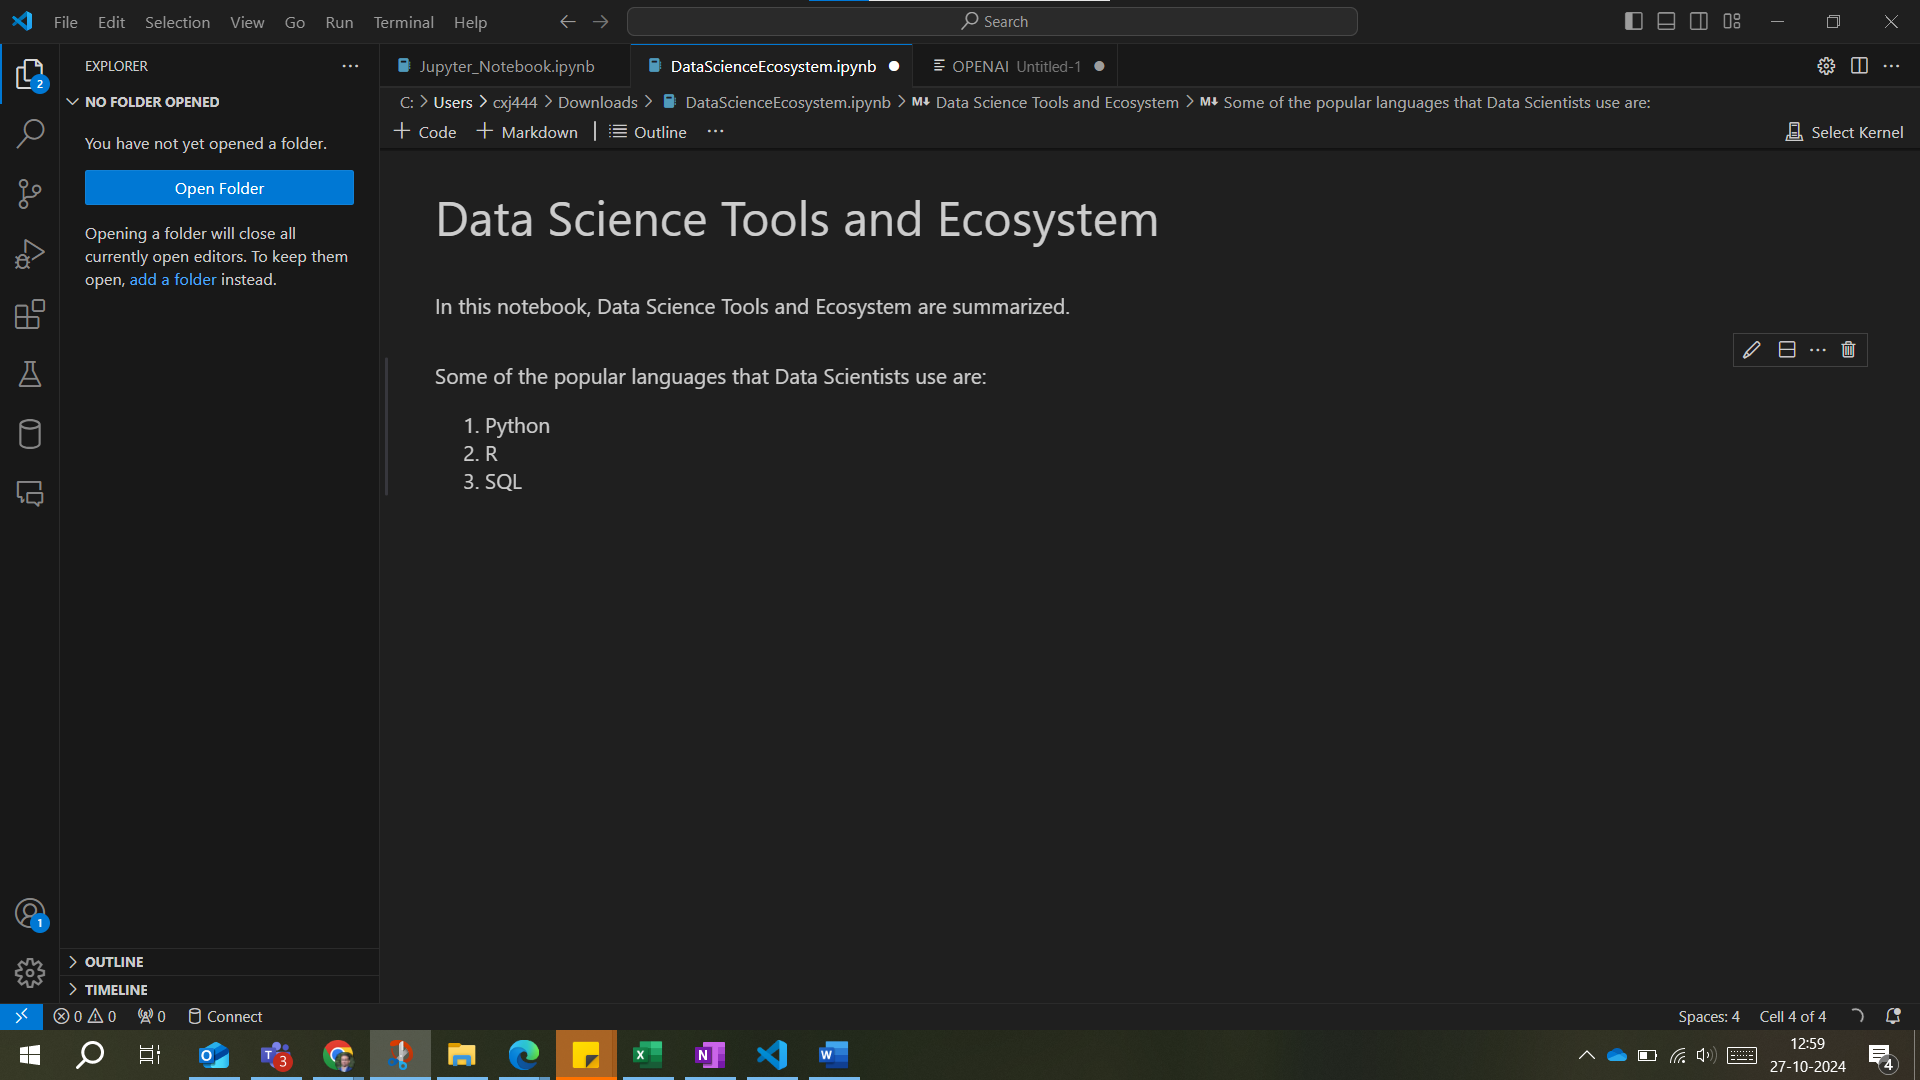 File Edit Selection View Go Run Terminal Help
Search
EXPLORER
2
NO FOLDER OPENED
You have not yet opened a folder.
Open Folder
Opening a folder will close all
currently open editors. To keep them
open, add a folder instead.
Jupyter_Notebook.ipynb
DataScienceEcosystem.ipynb
OPENAI Untitled-1
C: > Users > cxj444 > Downloads > DataScienceEcosystem.ipynb > M↓ Data Science Tools and Ecosystem > M↓ Some of the popular languages that Data Scientists use are:
+ Code + Markdown | Outline ...
Select Kernel
Data Science Tools and Ecosystem
In this notebook, Data Science Tools and Ecosystem are summarized.
Some of the popular languages that Data Scientists use are:
1. Python
2. R
3. SQL
1
OUTLINE
TIMELINE
0 0 0 Connect
Spaces: 4 Cell 4 of 4
3
12:59
27-10-2024
4